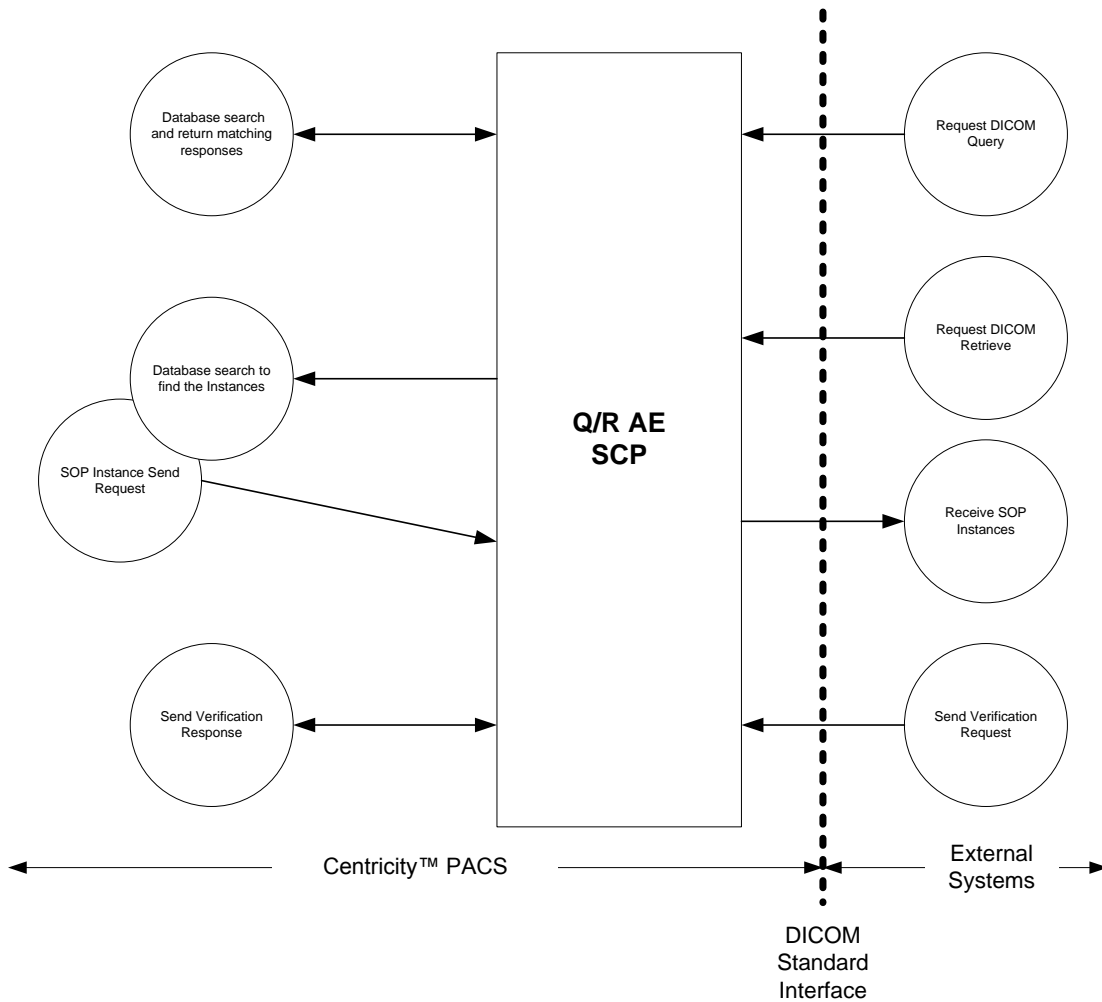 Database search
and return matching
responses
Request DICOM
Query
Request DICOM
Retrieve
Database search to
find the Instances
Q/R AE
SCP
SOP Instance Send
Request
Receive SOP
Instances
Send Verification
Response
Send Verification
Request
Centricity™ PACS
External
Systems
DICOM
Standard
Interface